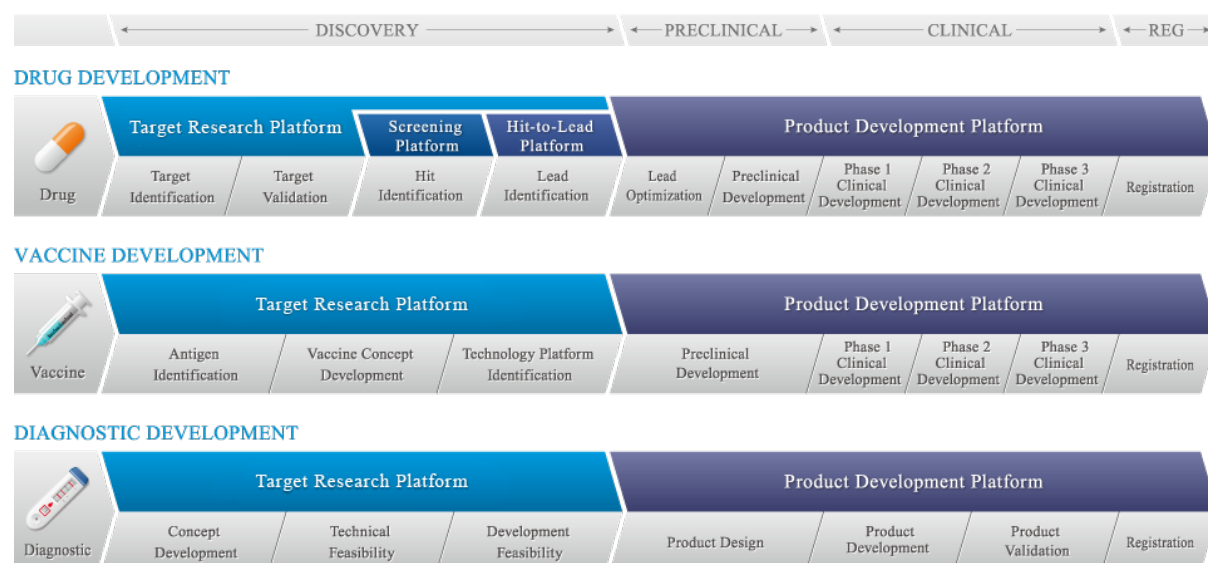 DISCOVERY PRECLINICAL CLINICAL REG
DRUG DEVELOPMENT
Drug
Target Research Platform
Screening
Platform
Hit-to-Lead
Platform
Product Development Platform
Target
Identification
Target
Validation
Hit
Identification
Lead
Identification
Lead
Optimization
Preclinical
Development
Phase 1
Clinical
Development
Phase 2
Clinical
Development
Phase 3
Clinical
Development
Registration
VACCINE DEVELOPMENT
Vaccine
Target Research Platform
Product Development Platform
Antigen
Identification
Vaccine Concept
Development
Technology Platform
Identification
Preclinical
Development
Phase 1
Clinical
Development
Phase 2
Clinical
Development
Phase 3
Clinical
Development
Registration
DIAGNOSTIC DEVELOPMENT
Diagnostic
Target Research Platform
Product Development Platform
Concept
Development
Technical
Feasibility
Development
Feasibility
Product Design
Product
Development
Product
Validation
Registration